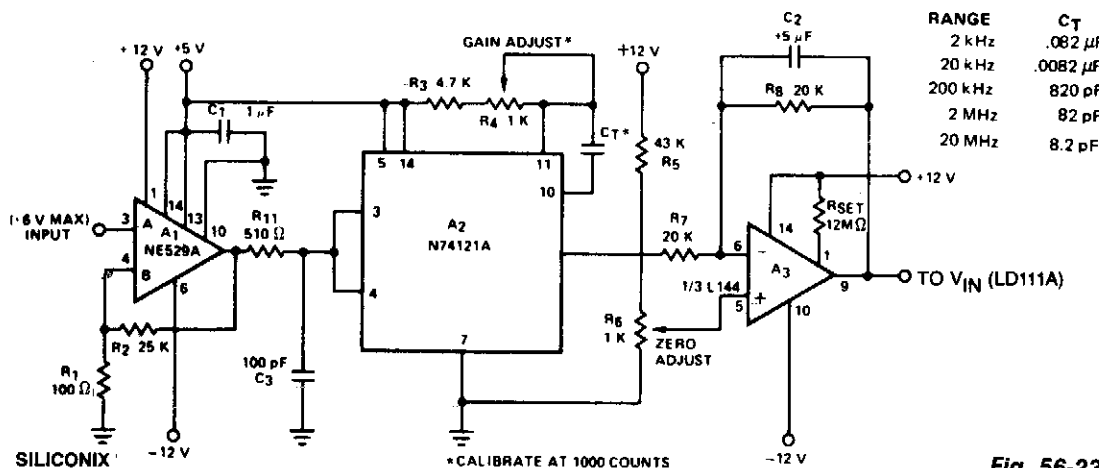 RANGE CT
2 kHz .082 µF
20 kHz .0082 µF
200 kHz 820 pF
2 MHz 82 pF
20 MHz 8.2 pF
+12 V
+5 V
GAIN ADJUST*
+12 V
C2
+5 µF
R3 4.7 K
R8 20 K
C1 1 µF
R4 1 K
CT*
43 K
R5
5 14 11
10
+12 V
1 14 13 10
(±6 V MAX)
INPUT
3 A A1
NE529A
4 B
6
R11
510 Ω
3
4
A2
N74121A
R7
20 K
RSET
12MΩ
14
6 −
A3
1
9
TO VIN (LD111A)
1/3 L144
5 +
10
R2 25 K
R1
100 Ω
100 pF
C3
7
R6
1 K
ZERO
ADJUST
−12 V
−12 V
SILICONIX
*CALIBRATE AT 1000 COUNTS